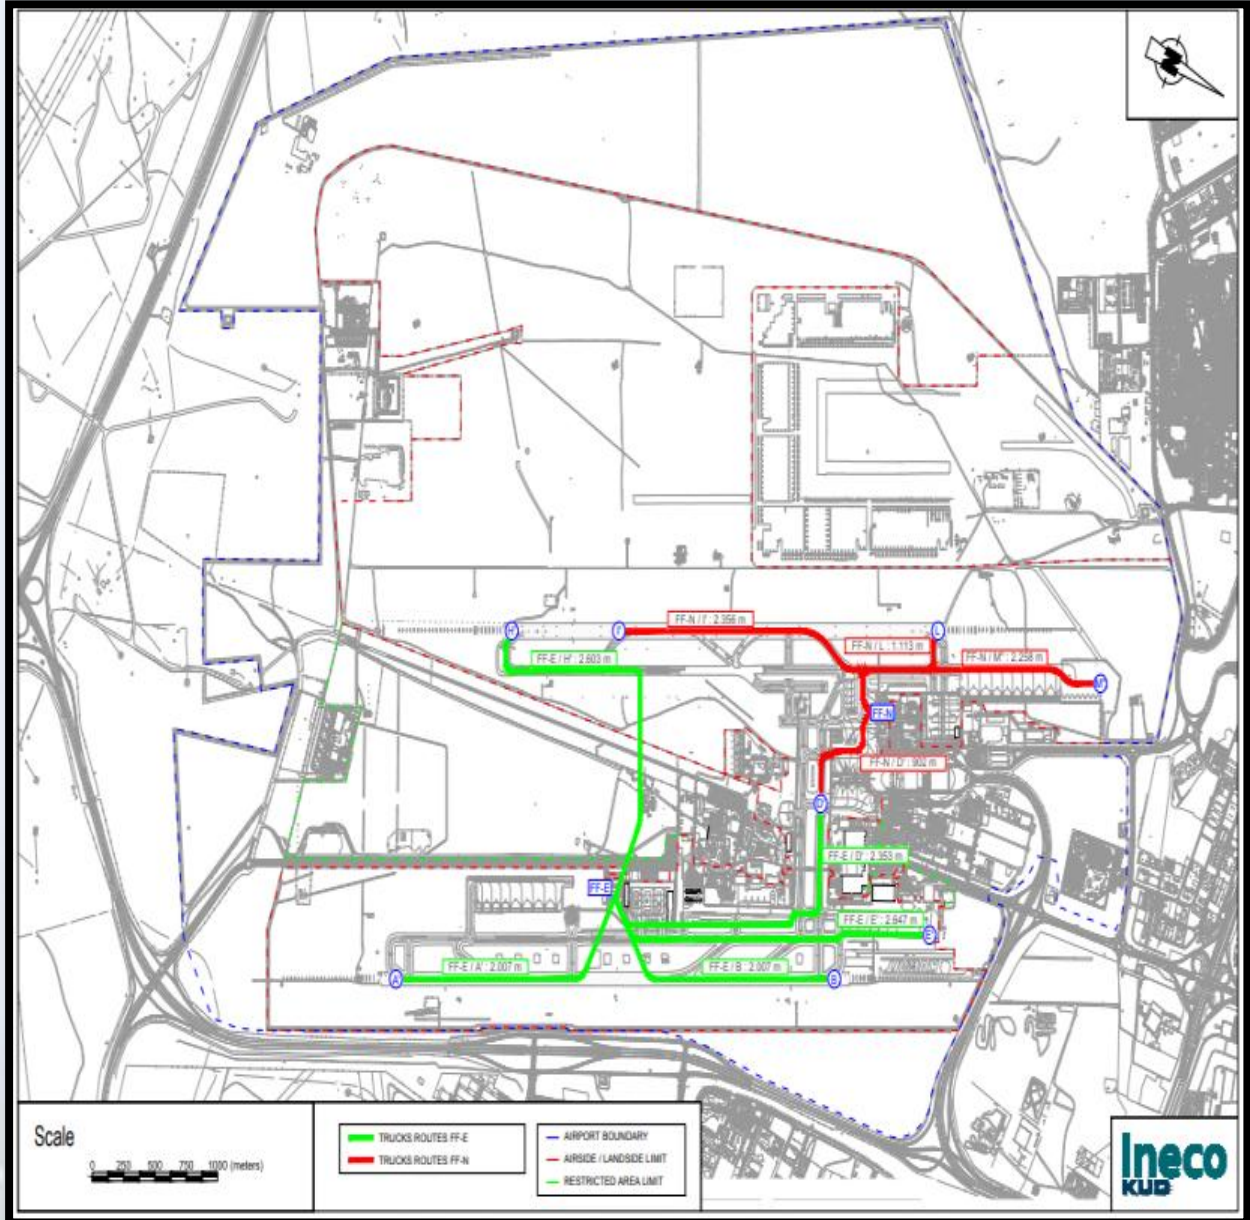 N
H'
I'
FF-N / I' : 2.356 m
L
FF-N / L : 1.113 m
FF-E / H' : 2.603 m
FF-N / M" : 2.258 m
M"
FF-N
FF-N / D' : 902 m
D'
FF-E / D' : 2.353 m
FF-E
FF-E / E' : 2.647 m
E'
FF-E / A' : 2.007 m
FF-E / B : 2.007 m
A'
B
Scale
0 250 500 750 1000 (meters)
TRUCKS ROUTES FF-E
TRUCKS ROUTES FF-N
AIRPORT BOUNDARY
AIRSIDE / LANDSIDE LIMIT
RESTRICTED AREA LIMIT
Ineco
KUD